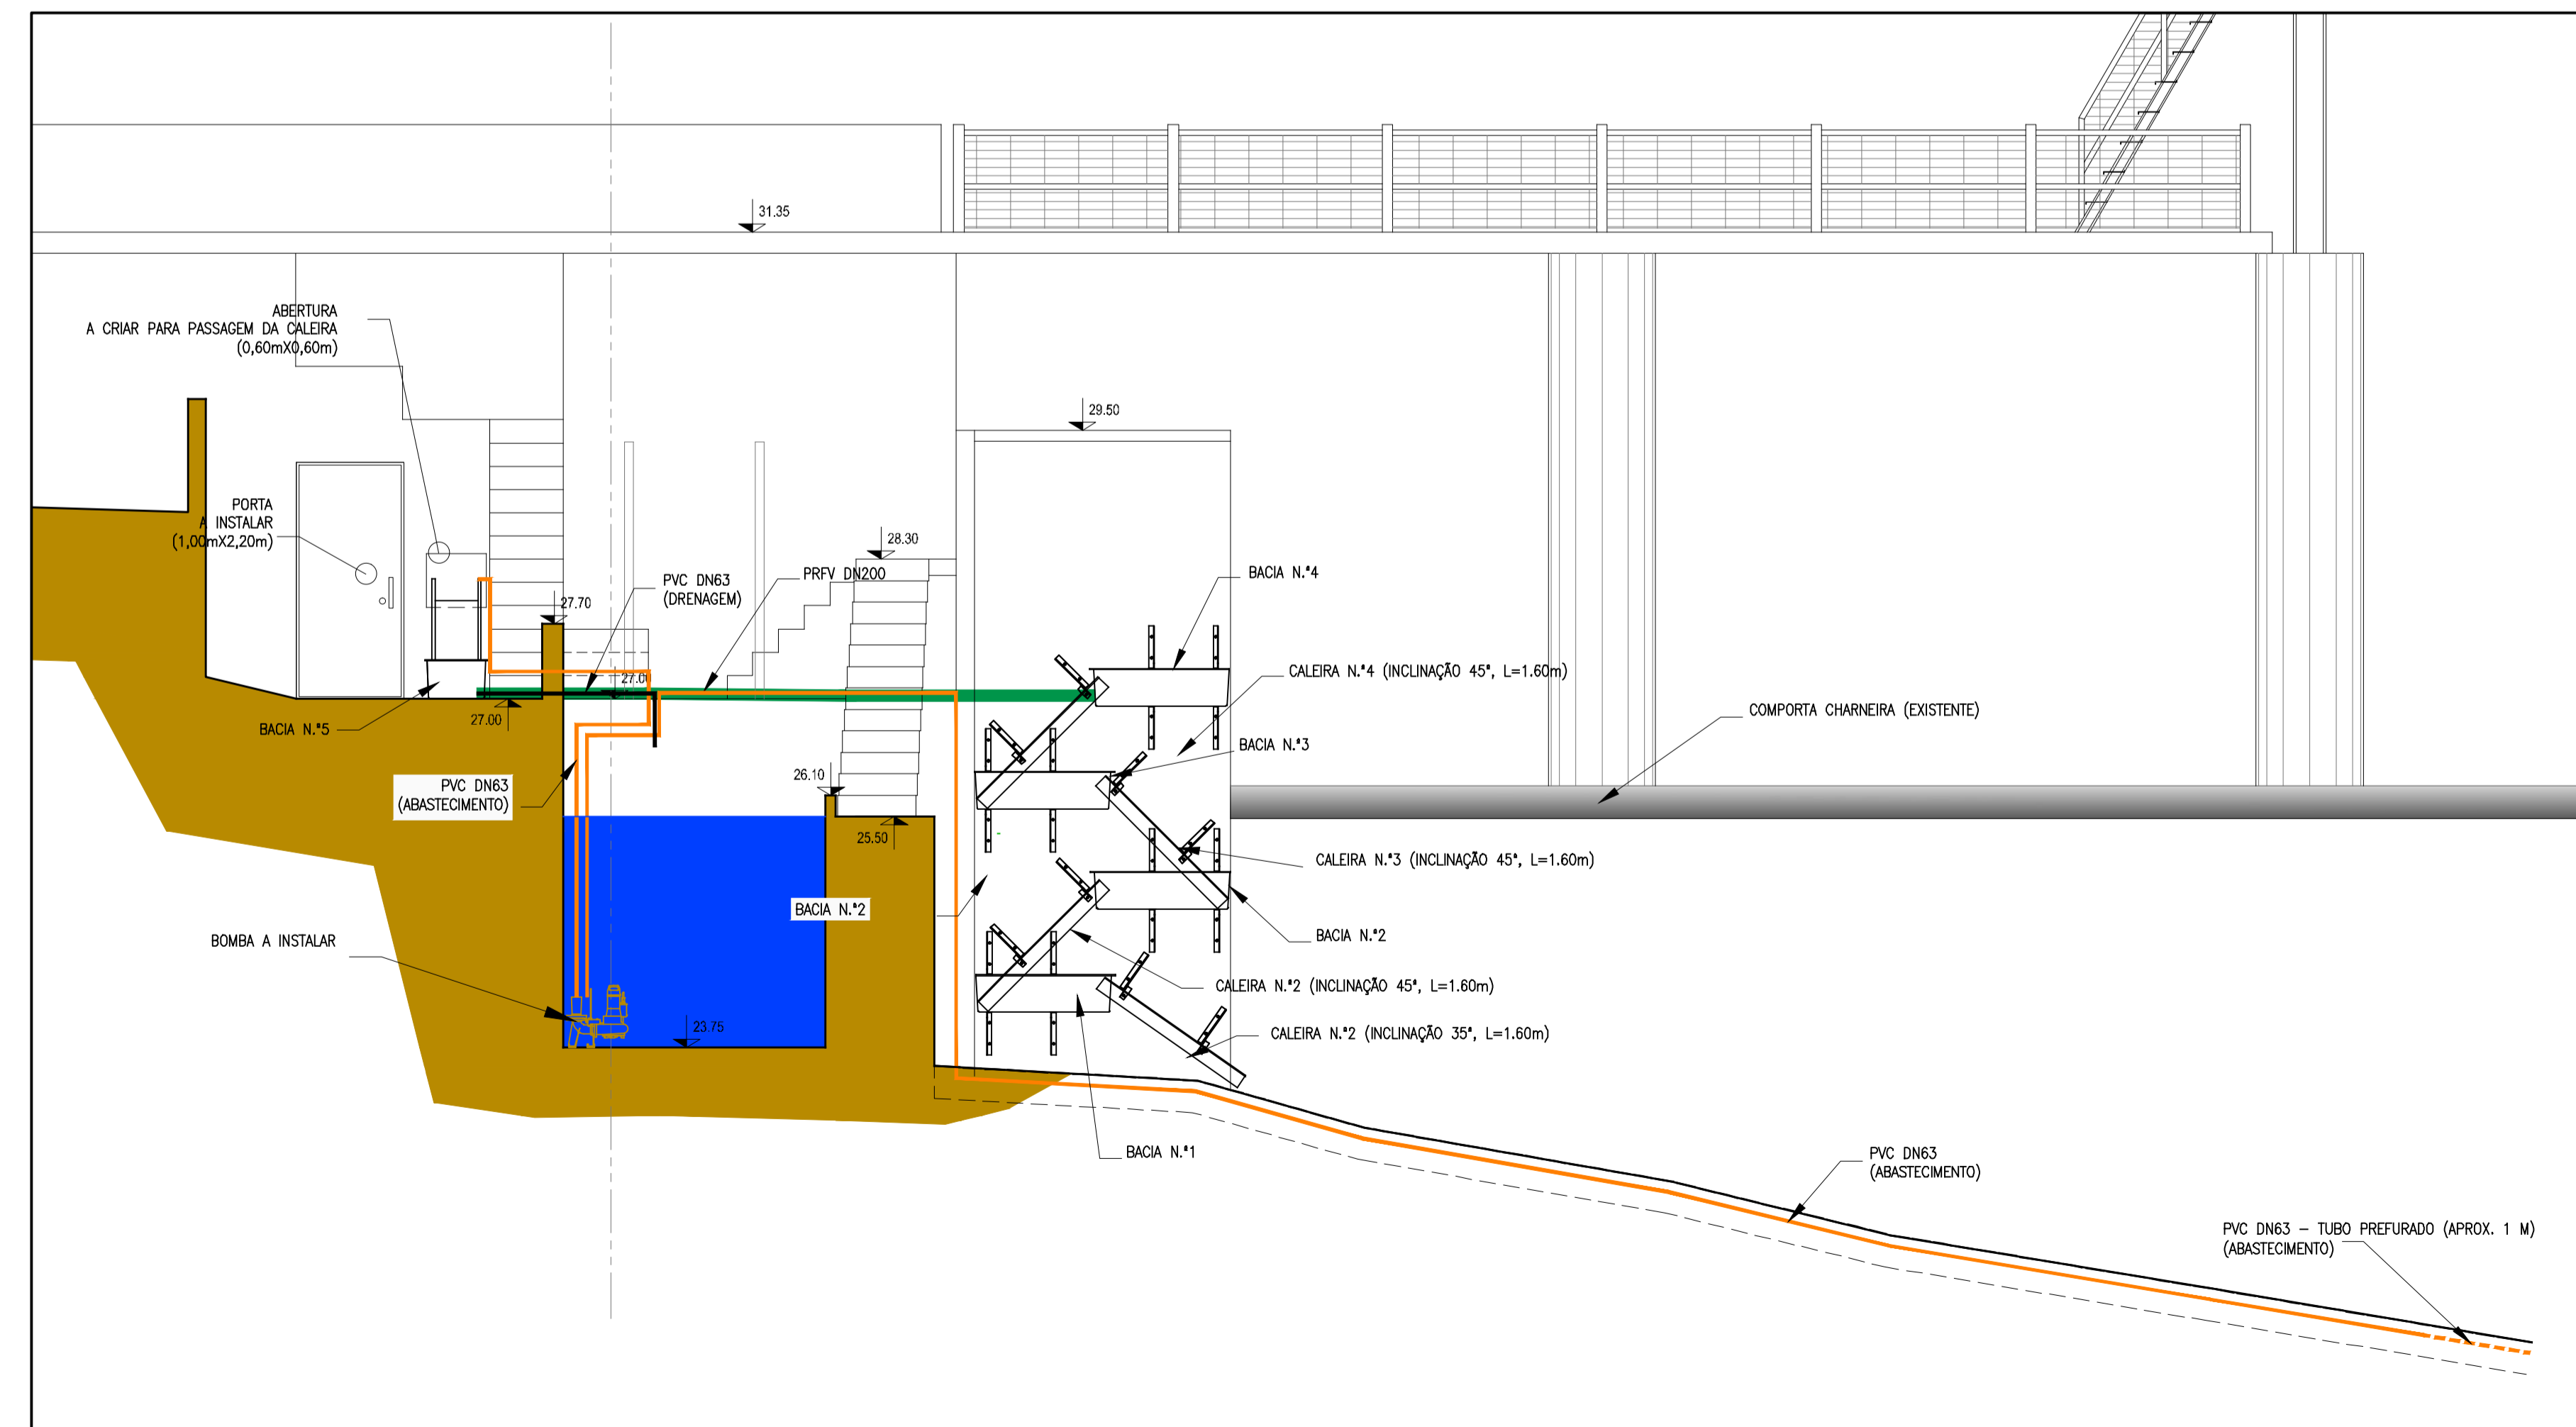 31.35
ABERTURA
A CRIAR PARA PASSAGEM DA CALEIRA
(0,60mX0,60m)
29.50
PORTA
A INSTALAR
(1,00mX2,20m)
28.30
PVC DN63
(DRENAGEM)
PRFV DN200
BACIA N.º4
27.70
CALEIRA N.º4 (INCLINAÇÃO 45º, L=1.60m)
27.00
27.00
BACIA N.º5
COMPORTA CHARNEIRA (EXISTENTE)
BACIA N.º3
26.10
PVC DN63
(ABASTECIMENTO)
25.50
CALEIRA N.º3 (INCLINAÇÃO 45º, L=1.60m)
BACIA N.º2
BOMBA A INSTALAR
BACIA N.º2
CALEIRA N.º2 (INCLINAÇÃO 45º, L=1.60m)
23.75
CALEIRA N.º2 (INCLINAÇÃO 35º, L=1.60m)
BACIA N.º1
PVC DN63
(ABASTECIMENTO)
PVC DN63 – TUBO PREFURADO (APROX. 1 M)
(ABASTECIMENTO)